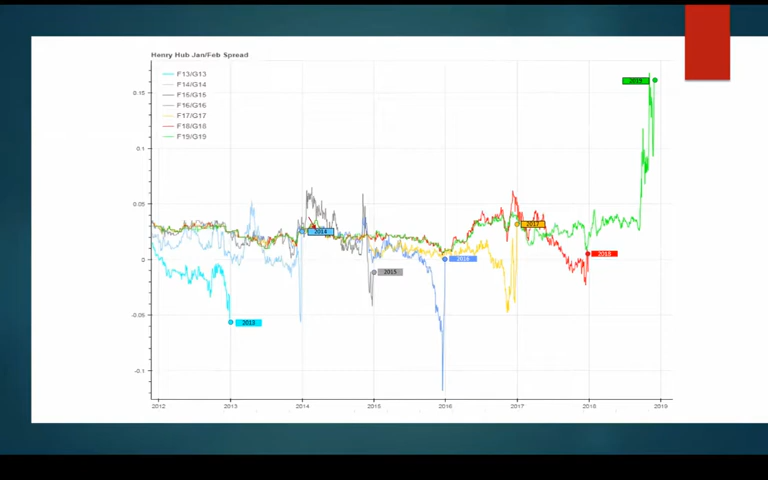 Henry Hub Jan/Feb Spread
F13/G13
F14/G14
F15/G15
F16/G16
F17/G17
F18/G18
F19/G19
0.15
0.1
0.05
0
-0.05
-0.1
2019
2014
2017
2015
2016
2018
2013
2012 2013 2014 2015 2016 2017 2018 2019